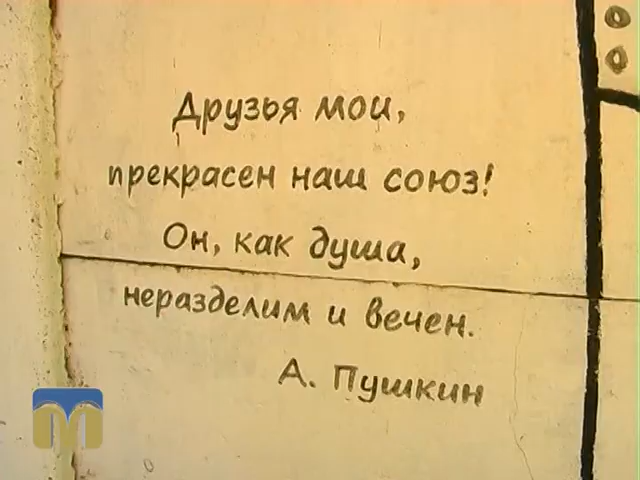 Друзья мои,
прекрасен наш союз!
Он, как душа,
неразделим и вечен.
А. Пушкин
M